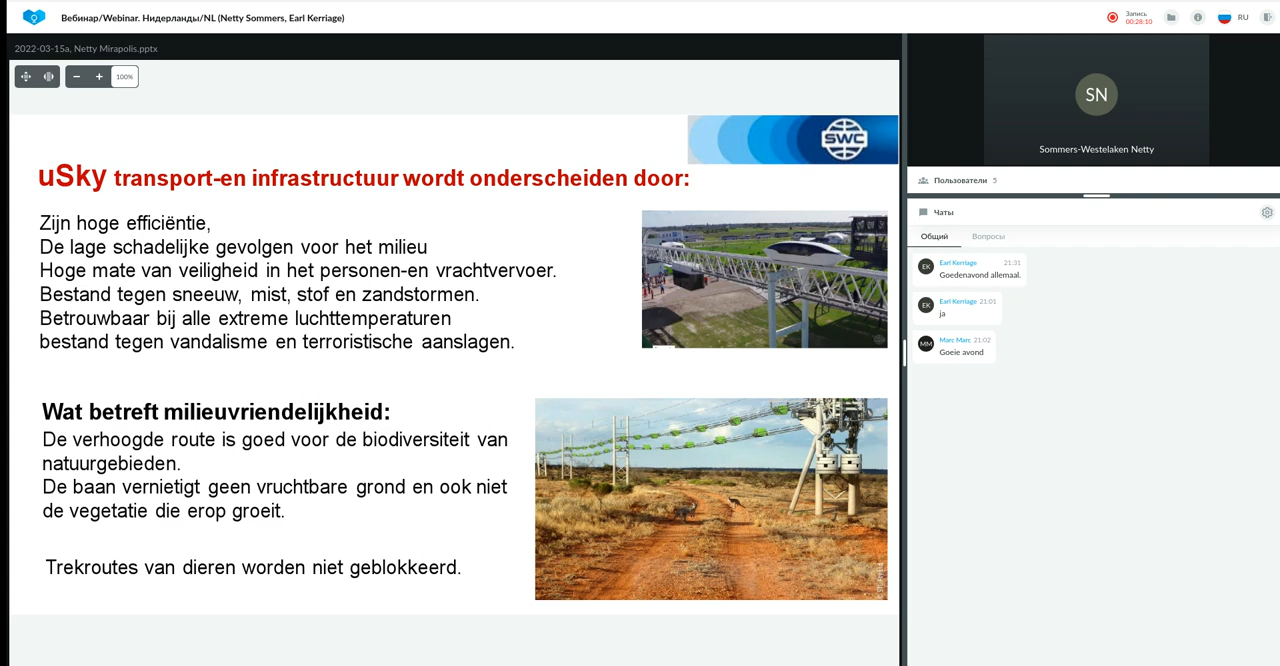 Вебинар/Webinar. Нидерланды/NL (Netty Sommers, Earl Kerriage)
Запись
00:28:10
RU
2022-03-15a, Netty Mirapolis.pptx
100%
SWC
uSky transport-en infrastructuur wordt onderscheiden door:
Zijn hoge efficiëntie,
De lage schadelijke gevolgen voor het milieu
Hoge mate van veiligheid in het personen-en vrachtvervoer.
Bestand tegen sneeuw, mist, stof en zandstormen.
Betrouwbaar bij alle extreme luchttemperaturen
bestand tegen vandalisme en terroristische aanslagen.
Wat betreft milieuvriendelijkheid:
De verhoogde route is goed voor de biodiversiteit van
natuurgebieden.
De baan vernietigt geen vruchtbare grond en ook niet
de vegetatie die erop groeit.
Trekroutes van dieren worden niet geblokkeerd.
SN
Sommers-Westelaken Netty
Пользователи 5
Чаты
Общий Вопросы
EK Earl Kerriage 21:31
Goedenavond allemaal.
EK Earl Kerriage 21:01
ja
MM Marc Marc 21:02
Goeie avond